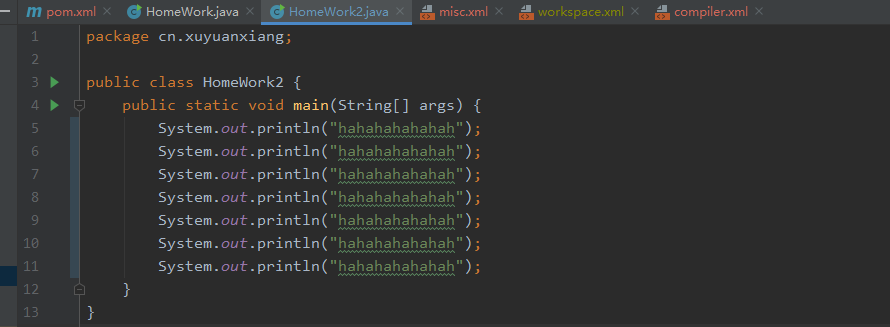 pom.xml HomeWork.java HomeWork2.java misc.xml workspace.xml compiler.xml
1 package cn.xuyuanxiang;
2
3 public class HomeWork2 {
4 public static void main(String[] args) {
5 System.out.println("hahahahahahah");
6 System.out.println("hahahahahahah");
7 System.out.println("hahahahahahah");
8 System.out.println("hahahahahahah");
9 System.out.println("hahahahahahah");
10 System.out.println("hahahahahahah");
11 System.out.println("hahahahahahah");
12 }
13 }